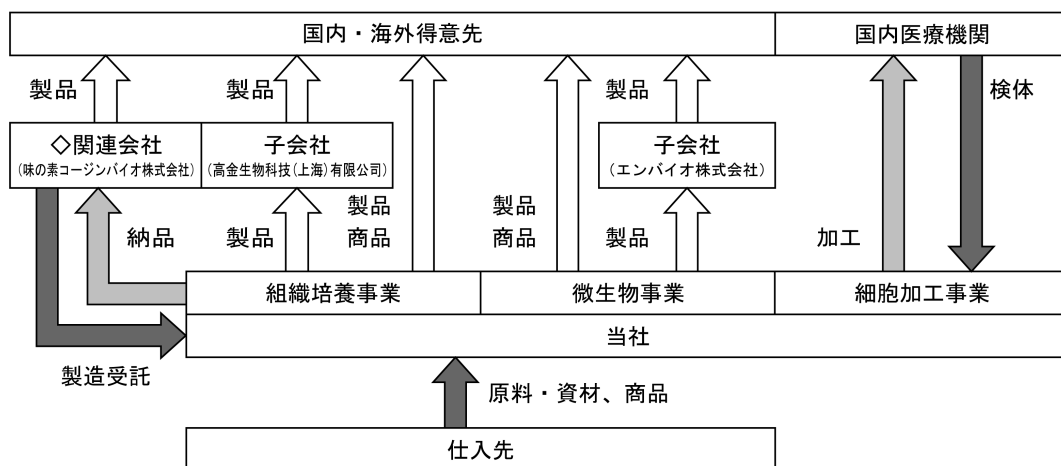 国内・海外得意先
国内医療機関
製品
製品
製品
検体
◇関連会社
(味の素コージンバイオ株式会社)
子会社
(高金生物科技(上海)有限公司)
子会社
(エンバイオ株式会社)
納品
製品
製品
商品
製品
商品
製品
加工
組織培養事業
微生物事業
細胞加工事業
当社
製造受託
原料・資材、商品
仕入先